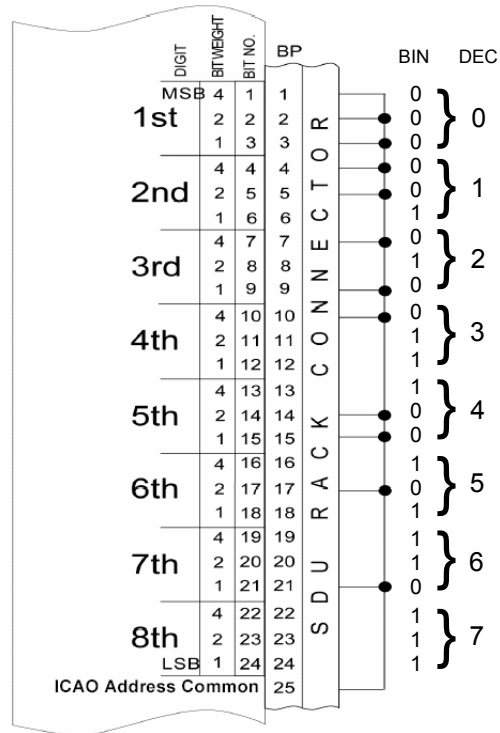 DIGIT BIT WEIGHT BIT NO. BP BIN DEC
MSB 4 1 1 0
1st 2 2 2 0 } 0
1 3 3 0
4 4 4 0
2nd 2 5 5 0 } 1
1 6 6 1
4 7 7 0
3rd 2 8 8 1 } 2
1 9 9 0
4 10 10 0
4th 2 11 11 1 } 3
1 12 12 1
4 13 13 1
5th 2 14 14 0 } 4
1 15 15 0
4 16 16 1
6th 2 17 17 0 } 5
1 18 18 1
4 19 19 1
7th 2 20 20 1 } 6
1 21 21 0
4 22 22 1
8th 2 23 23 1 } 7
LSB 1 24 24 1
ICAO Address Common 25
SDU RACK CONNECTOR